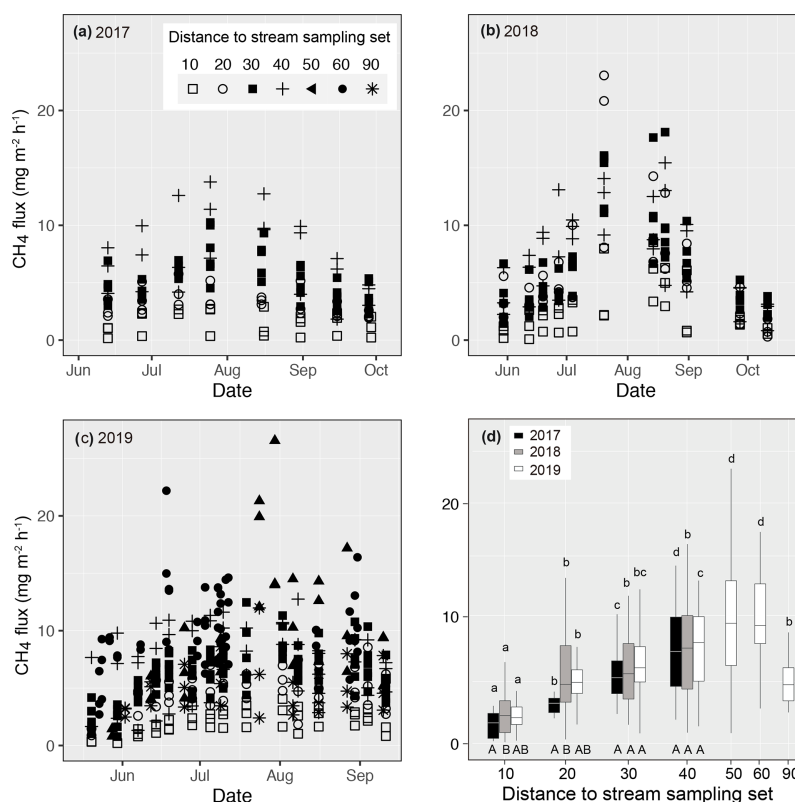 (a) 2017
Distance to stream sampling set
10 20 30 40 50 60 90
CH4 flux (mg m-2 h-1)
20
10
0
Jun Jul Aug Sep Oct
Date
(b) 2018
20
10
0
Jun Jul Aug Sep Oct
Date
(c) 2019
CH4 flux (mg m-2 h-1)
20
10
0
Jun Jul Aug Sep
Date
(d)
2017
2018
2019
20
10
0
a a a
b b b
c b bc
d b c
d
d
b
A B AB A B AB A A A A A A
10 20 30 40 50 60 90
Distance to stream sampling set